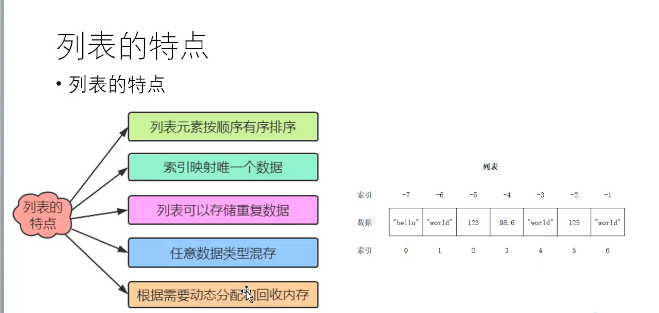 列表的特点
• 列表的特点
列表元素按顺序有序排序
索引映射唯一个数据
列表可以存储重复数据
任意数据类型混存
根据需要动态分配和回收内存
列表的
特点
列表
索引 -7 -6 -5 -4 -3 -2 -1
数据 "hello" "world" 123 98.6 "world" 125 "world"
索引 0 1 2 3 4 5 6